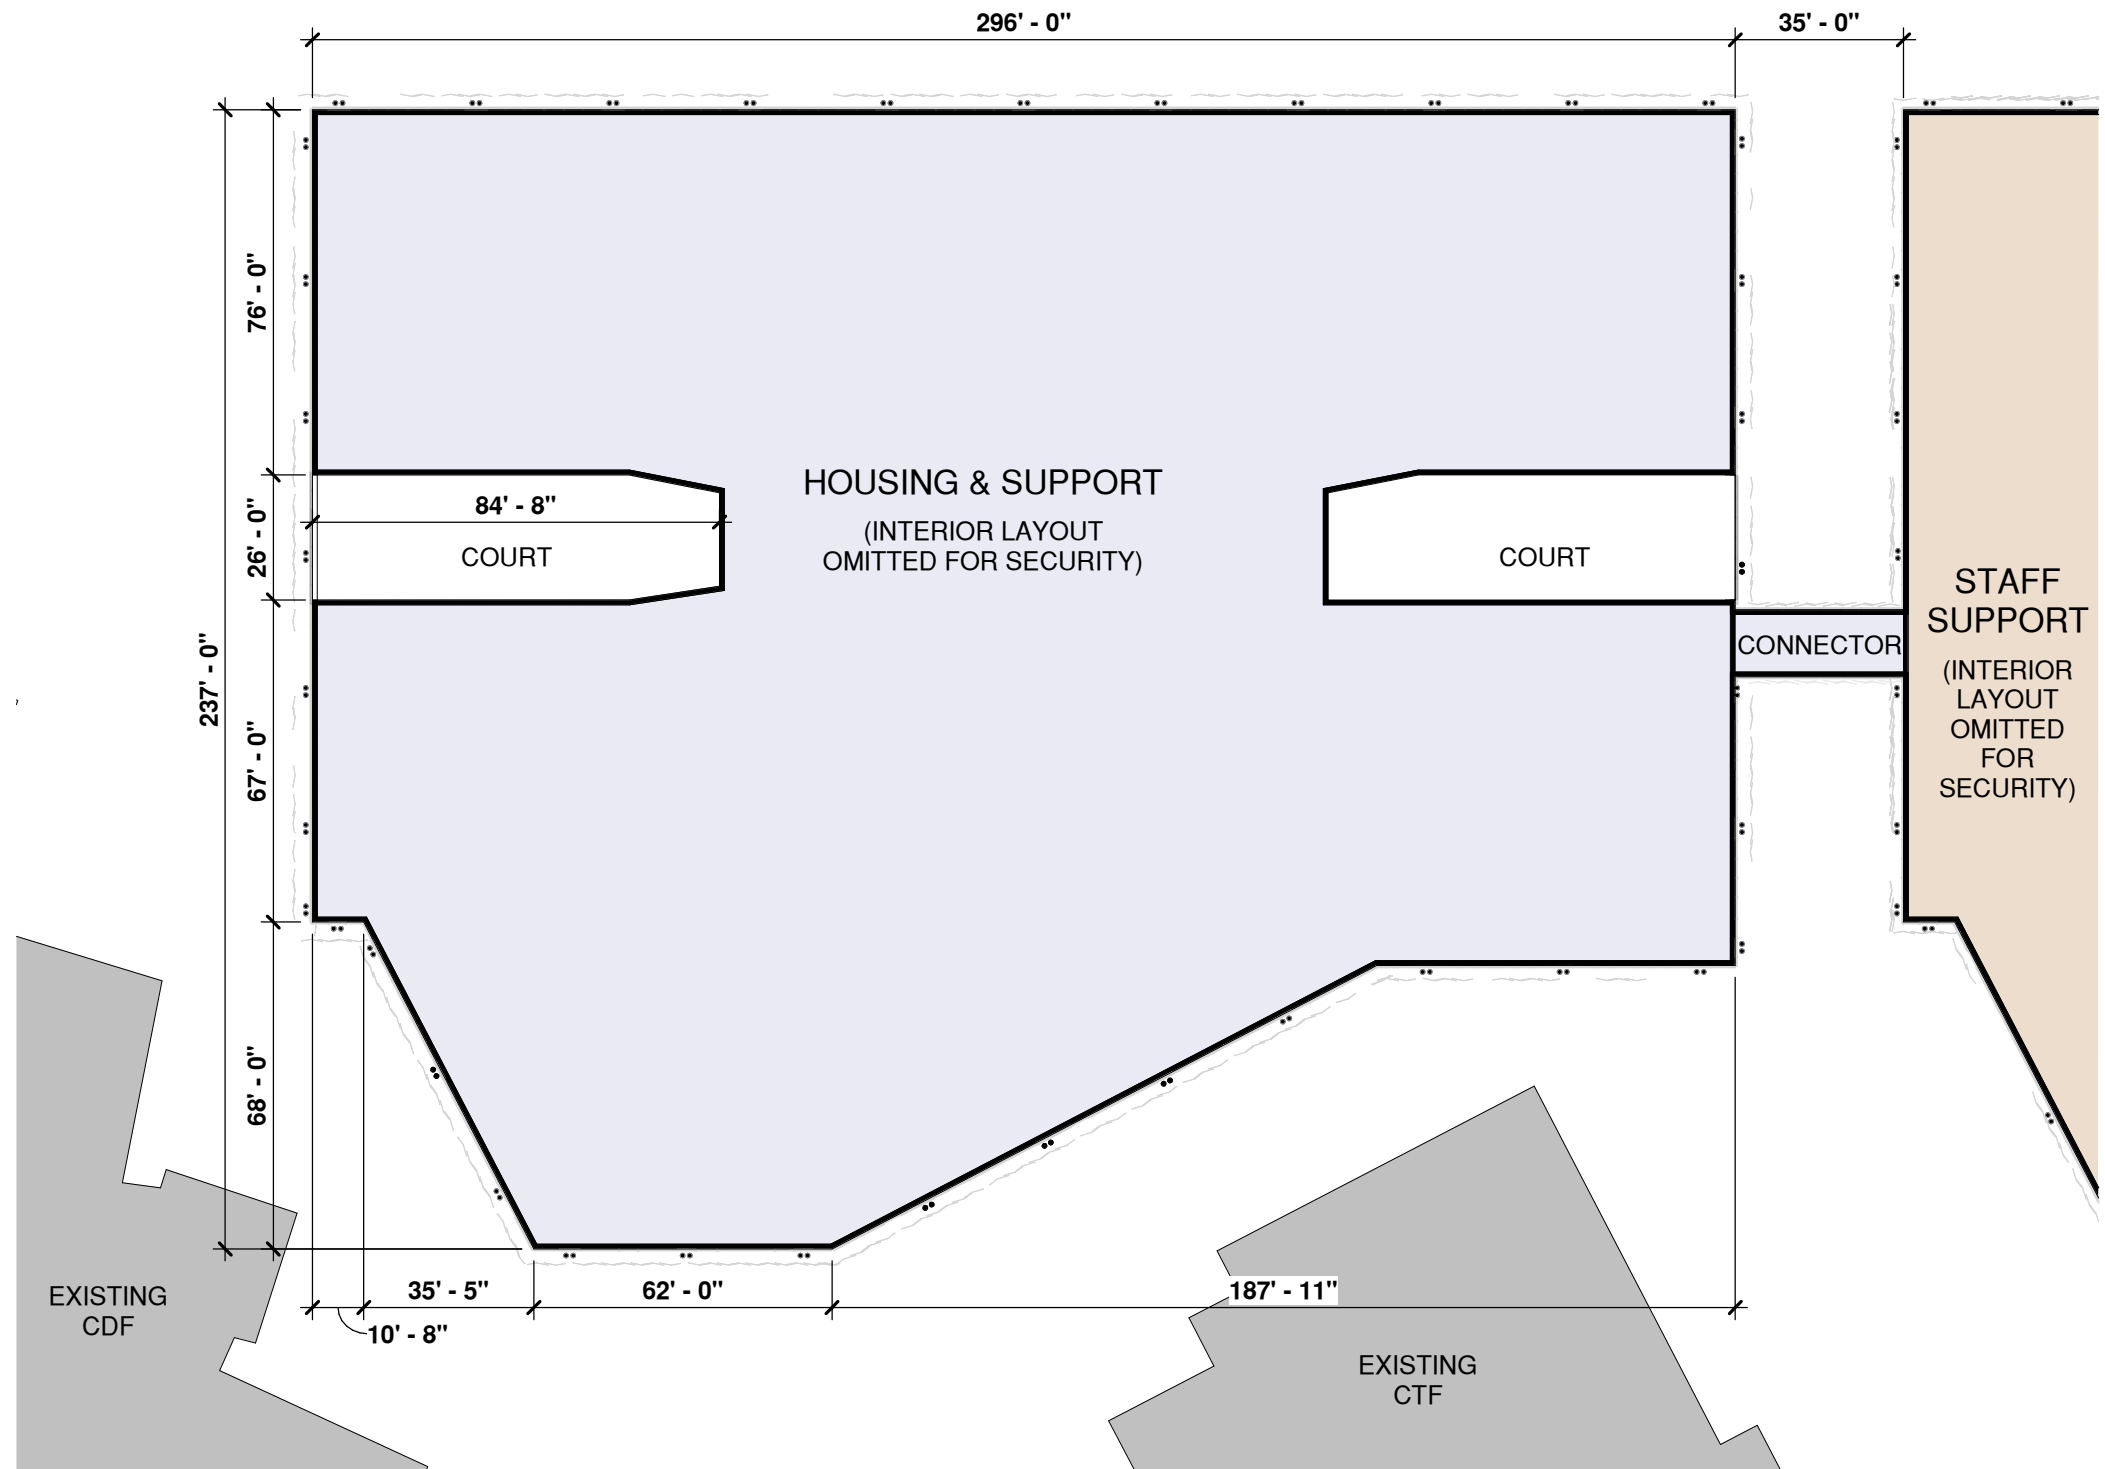 296' - 0"
35' - 0"
76' - 0"
26' - 0"
67' - 0"
68' - 0"
237' - 0"
84' - 8"
COURT
HOUSING & SUPPORT
(INTERIOR LAYOUT
OMITTED FOR SECURITY)
COURT
CONNECTOR
STAFF
SUPPORT
(INTERIOR
LAYOUT
OMITTED
FOR
SECURITY)
35' - 5"
62' - 0"
187' - 11"
10' - 8"
EXISTING
CDF
EXISTING
CTF